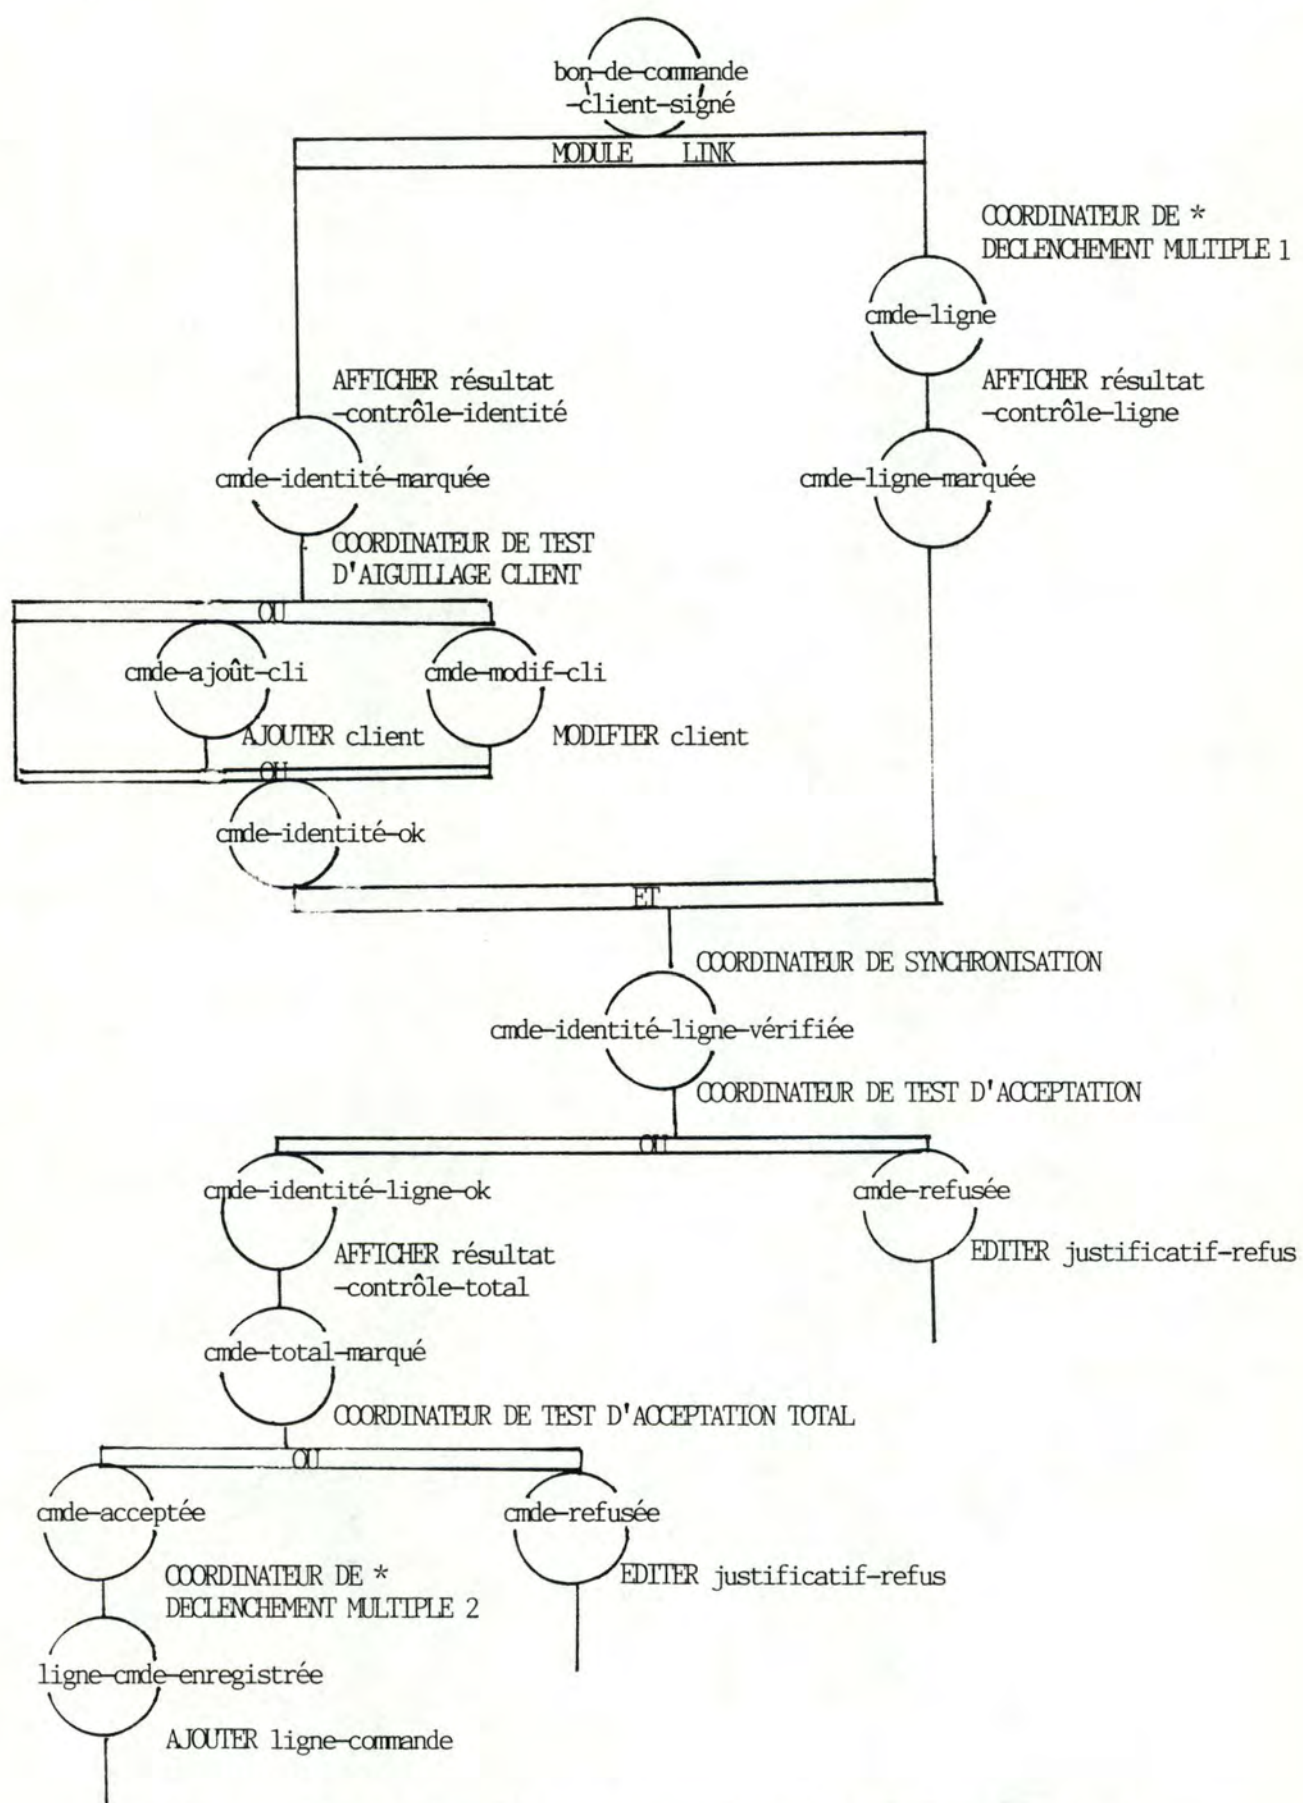 bon-de-commande
-client-signé
MODULE LINK
COORDINATEUR DE *
DECLENCHEMENT MULTIPLE 1
cmde-ligne
AFFICHER résultat
-contrôle-identité
AFFICHER résultat
-contrôle-ligne
cmde-identité-marquée
cmde-ligne-marquée
COORDINATEUR DE TEST
D'AIGUILLAGE CLIENT
OU
cmde-ajoût-cli
cmde-modif-cli
AJOUTER client
MODIFIER client
OU
cmde-identité-ok
ET
COORDINATEUR DE SYNCHRONISATION
cmde-identité-ligne-vérifiée
COORDINATEUR DE TEST D'ACCEPTATION
OU
cmde-identité-ligne-ok
cmde-refusée
AFFICHER résultat
-contrôle-total
EDITER justificatif-refus
cmde-total-marqué
COORDINATEUR DE TEST D'ACCEPTATION TOTAL
OU
cmde-acceptée
cmde-refusée
COORDINATEUR DE *
DECLENCHEMENT MULTIPLE 2
EDITER justificatif-refus
ligne-cmde-enregistrée
AJOUTER ligne-commande